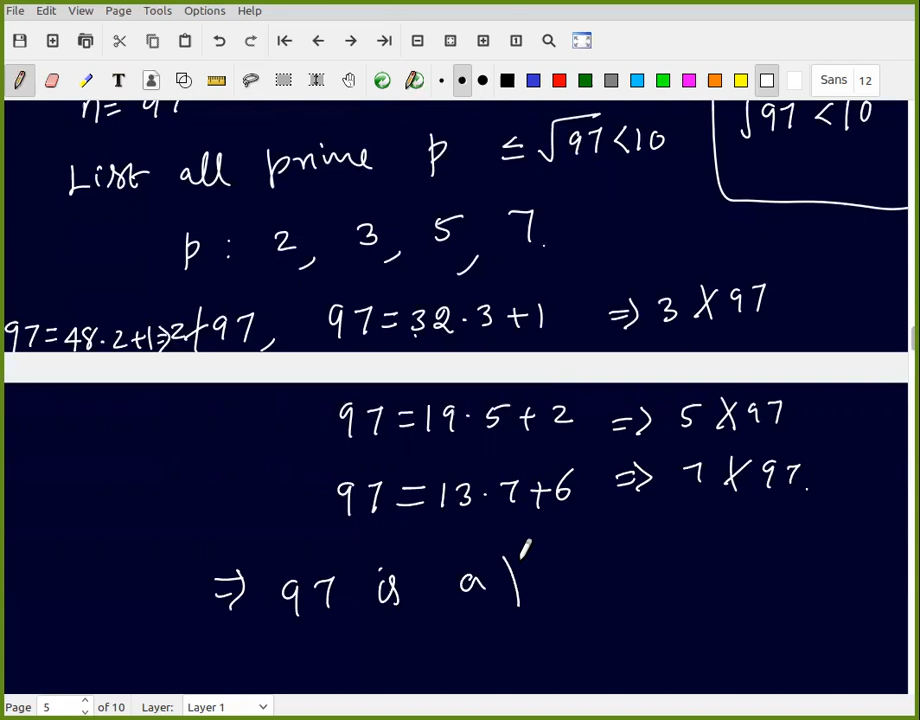 File Edit View Page Tools Options Help
Sans 12
n= 97
List all prime p ≤ √97 < 10
√97 < 10
p : 2, 3, 5, 7.
97 = 48·2+1 ⇒ 2∤97, 97 = 32·3+1 ⇒ 3∤97
97 = 19·5+2 ⇒ 5∤97
97 = 13·7+6 ⇒ 7∤97.
⇒ 97 is a
Page 5 of 10 Layer: Layer 1